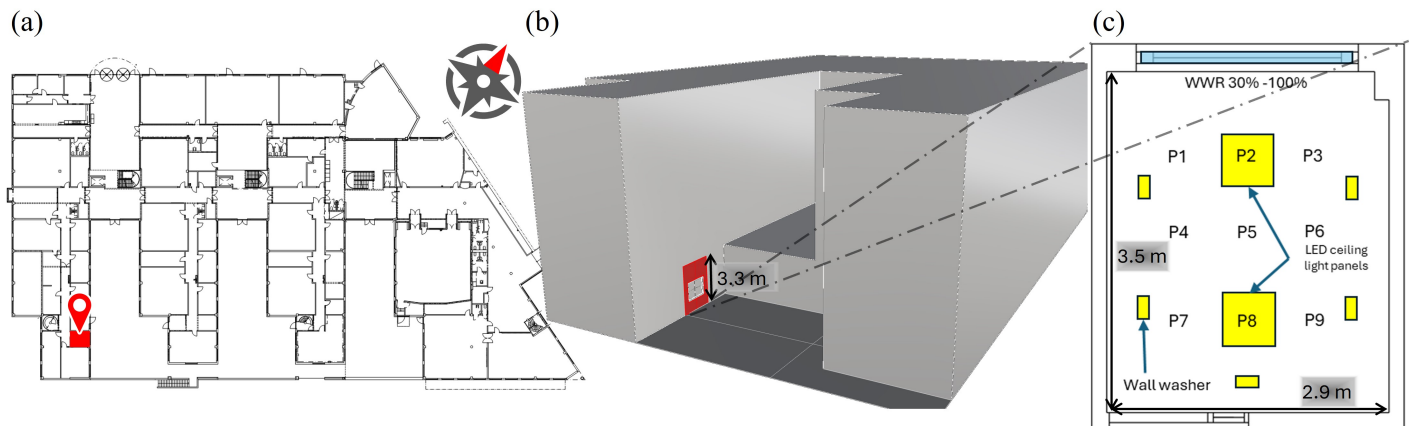 (a)
(b)
(c)
3.3 m
WWR 30% -100%
P1
P2
P3
P4
P5
P6
LED ceiling
light panels
3.5 m
P7
P8
P9
Wall washer
2.9 m